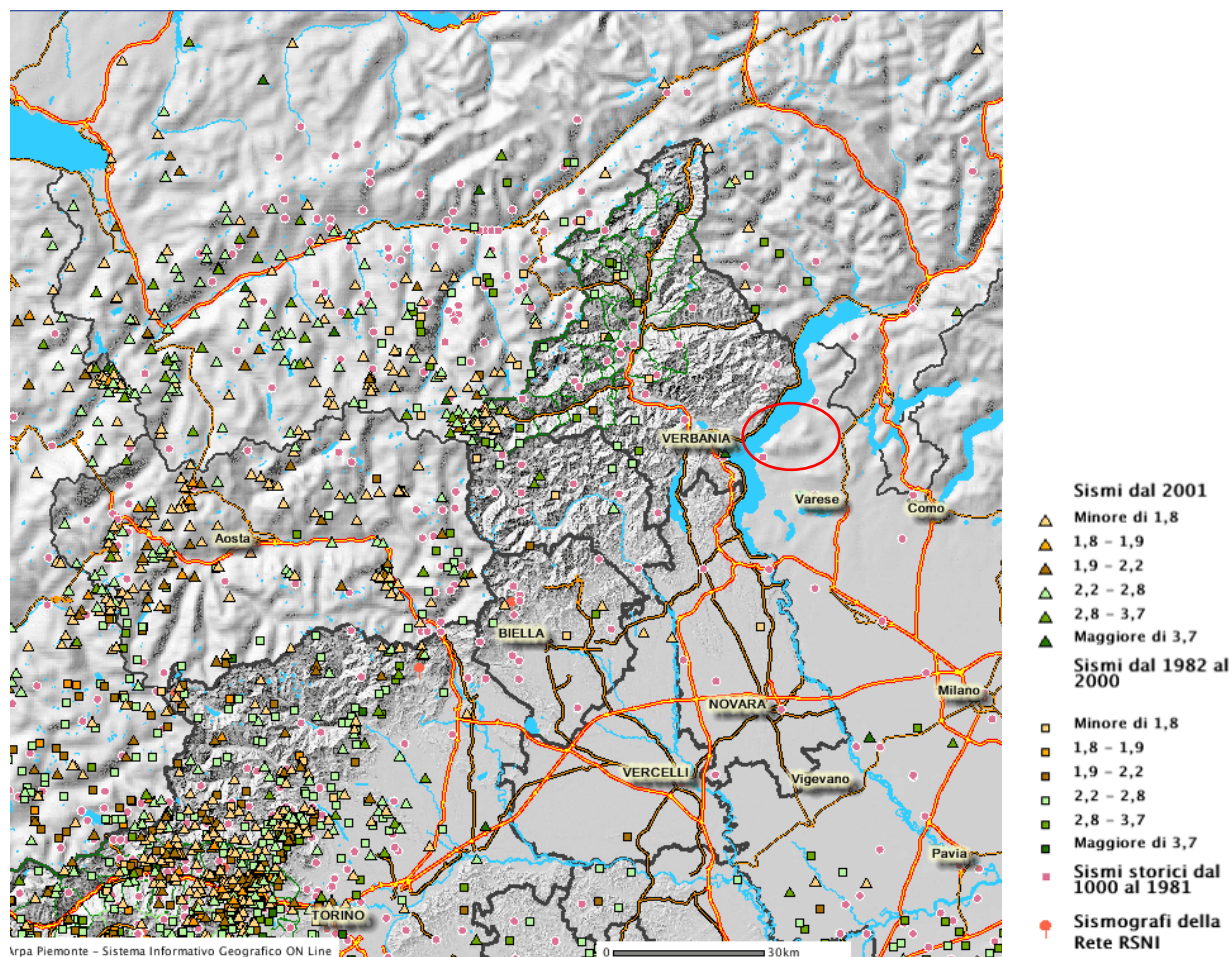 VERBANIA
Varese
Como
Aosta
BIELLA
Milano
NOVARA
VERCELLI
Vigevano
Pavia
TORINO
Arpa Piemonte - Sistema Informativo Geografico ON Line
0 30km
Sismi dal 2001
Minore di 1,8
1,8 - 1,9
1,9 - 2,2
2,2 - 2,8
2,8 - 3,7
Maggiore di 3,7
Sismi dal 1982 al
2000
Minore di 1,8
1,8 - 1,9
1,9 - 2,2
2,2 - 2,8
2,8 - 3,7
Maggiore di 3,7
Sismi storici dal
1000 al 1981
Sismografi della
Rete RSNI